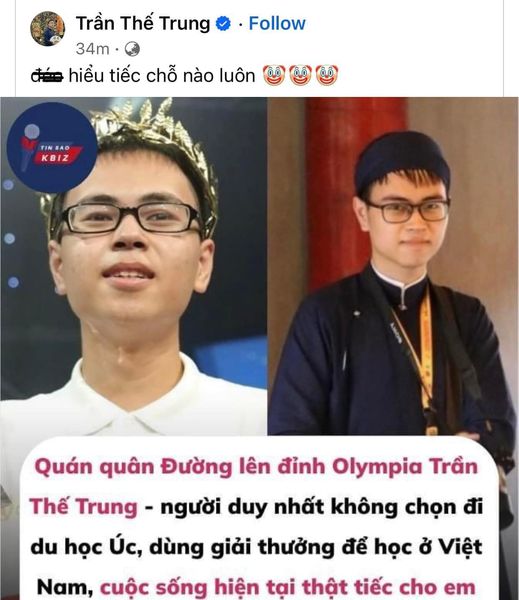 Trần Thế Trung · Follow
34m ·
hiểu tiếc chỗ nào luôn 🤡🤡🤡
TIN SAO
KBIZ
Quán quân Đường lên đỉnh Olympia Trần
Thế Trung - người duy nhất không chọn đi
du học Úc, dùng giải thưởng để học ở Việt
Nam, cuộc sống hiện tại thật tiếc cho em